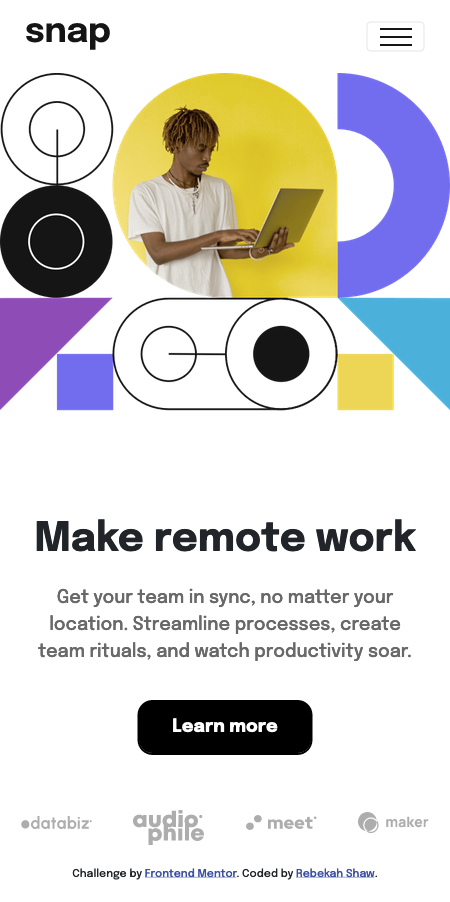 snap
Make remote work
Get your team in sync, no matter your
location. Streamline processes, create
team rituals, and watch productivity soar.
Learn more
databiz
audiophile
meet
maker
Challenge by Frontend Mentor. Coded by Rebekah Shaw.